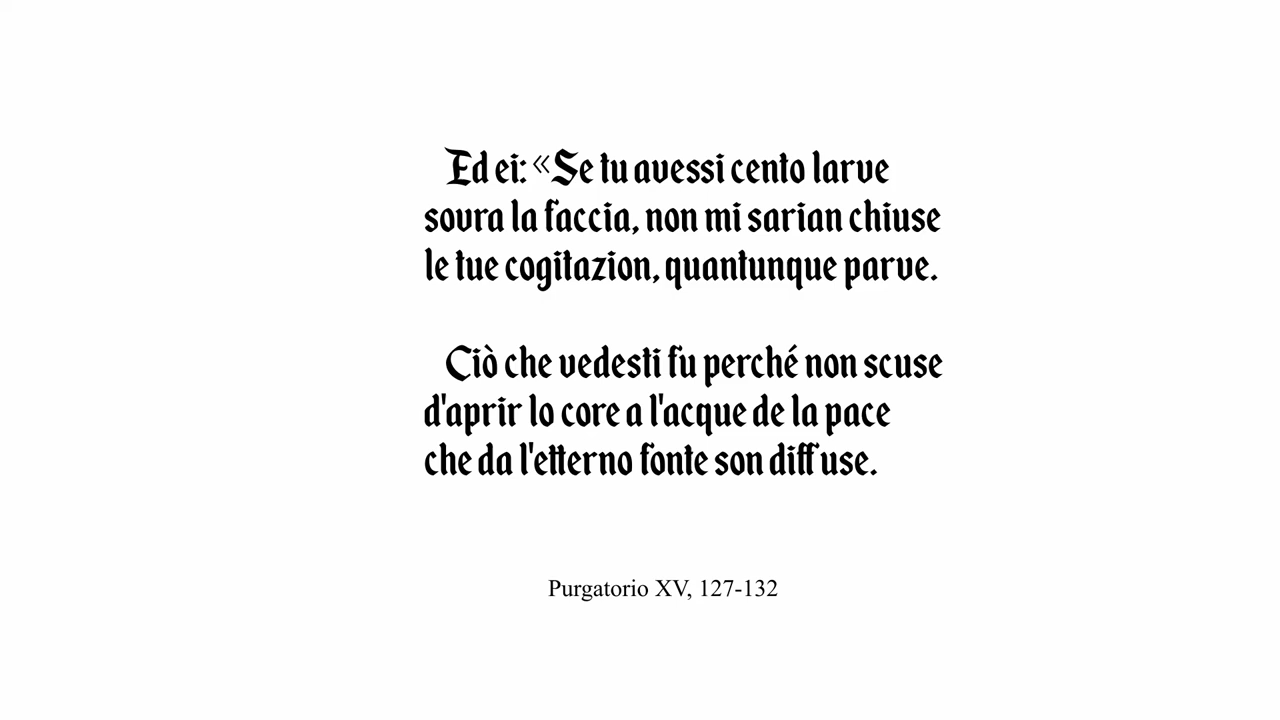 Ed ei: «Se tu avessi cento larve
sovra la faccia, non mi sarian chiuse
le tue cogitazion, quantunque parve.
Ciò che vedesti fu perché non scuse
d'aprir lo core a l'acque de la pace
che da l'etterno fonte son diffuse.
Purgatorio XV, 127-132